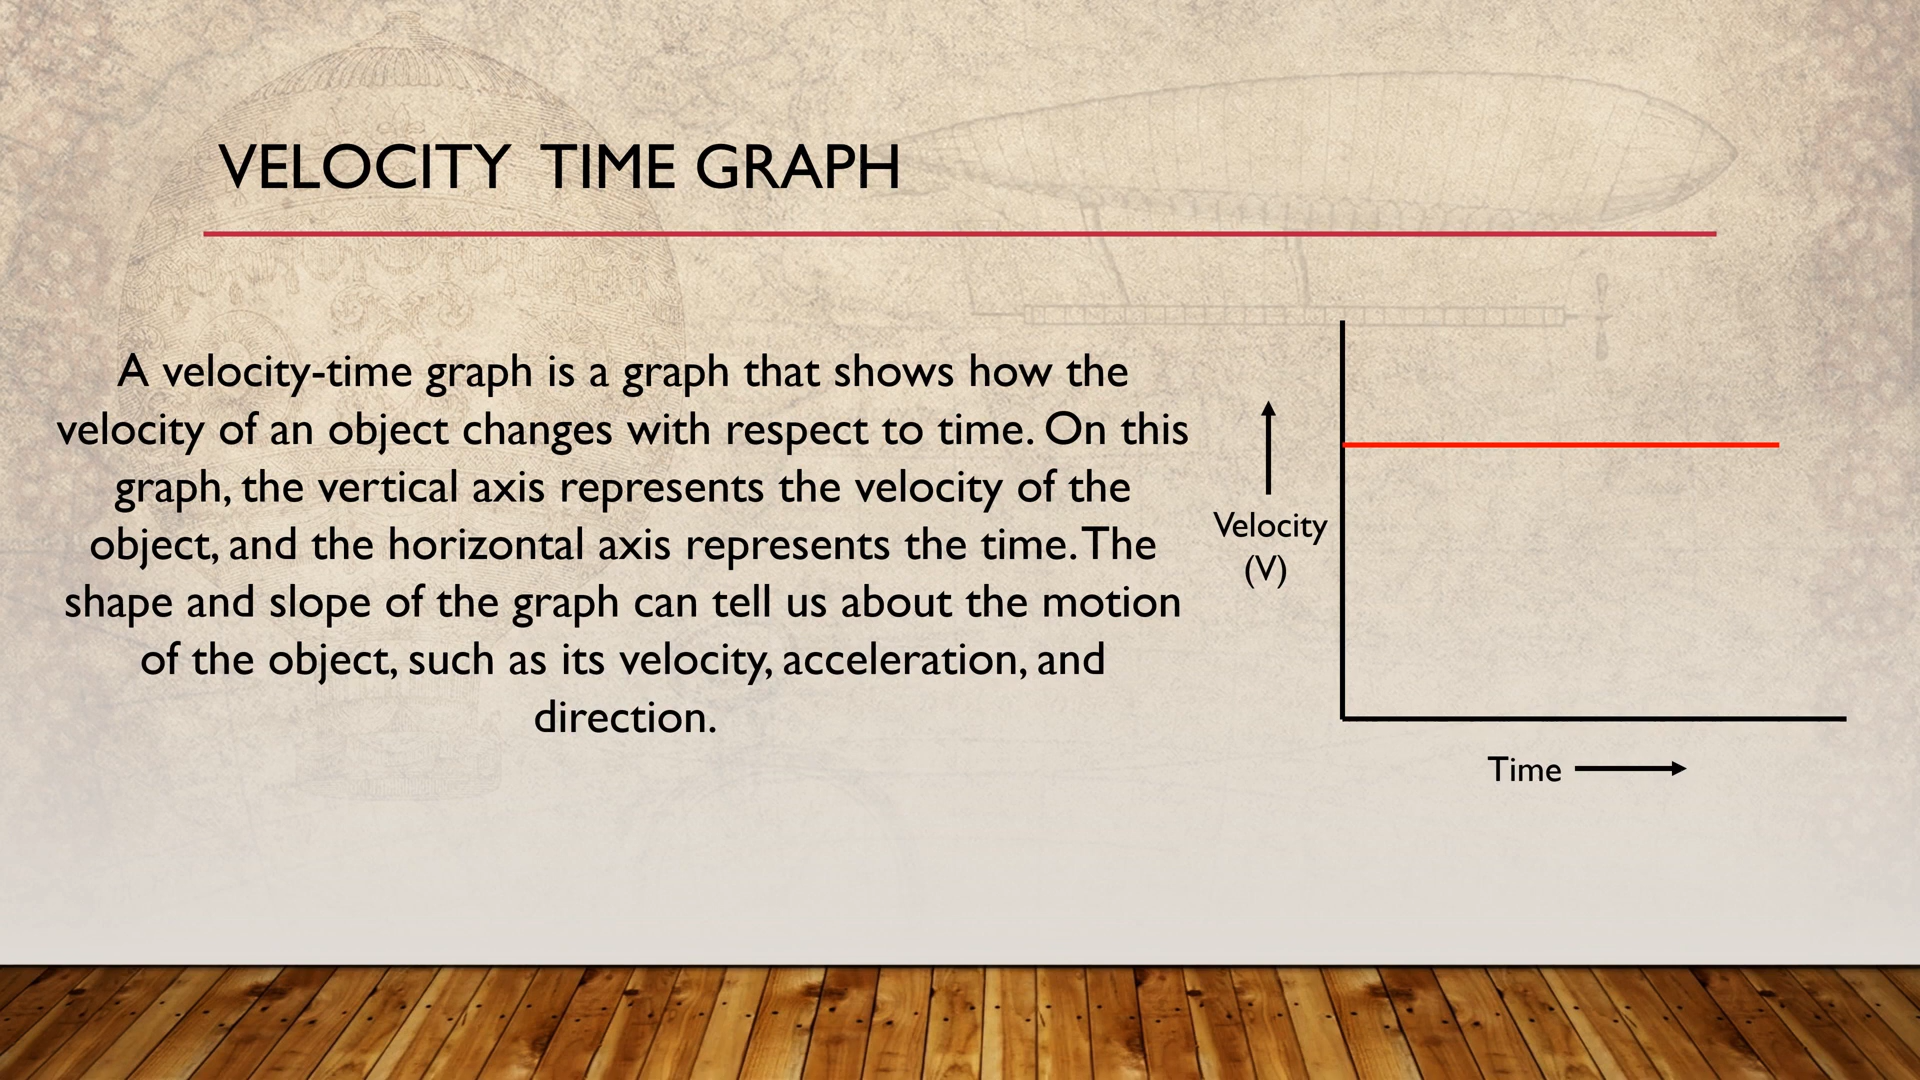 VELOCITY TIME GRAPH
A velocity-time graph is a graph that shows how the
velocity of an object changes with respect to time. On this
graph, the vertical axis represents the velocity of the
object, and the horizontal axis represents the time. The
shape and slope of the graph can tell us about the motion
of the object, such as its velocity, acceleration, and
direction.
Velocity
(V)
Time